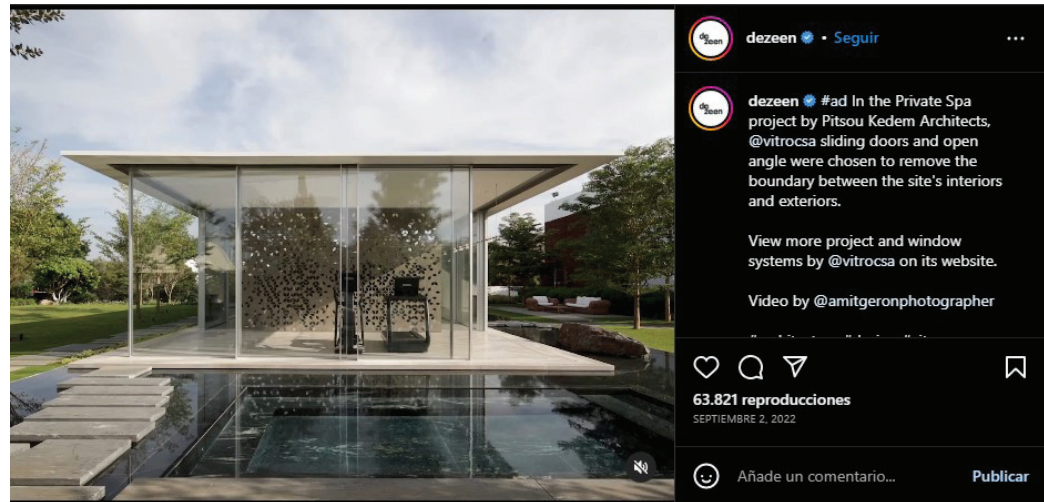 dezeen
dezeen • Seguir
dezeen
dezeen #ad In the Private Spa
project by Pitsou Kedem Architects,
@vitrocsa sliding doors and open
angle were chosen to remove the
boundary between the site's interiors
and exteriors.
View more project and window
systems by @vitrocsa on its website.
Video by @amitgeronphotographer
63.821 reproducciones
SEPTIEMBRE 2, 2022
Añade un comentario...
Publicar